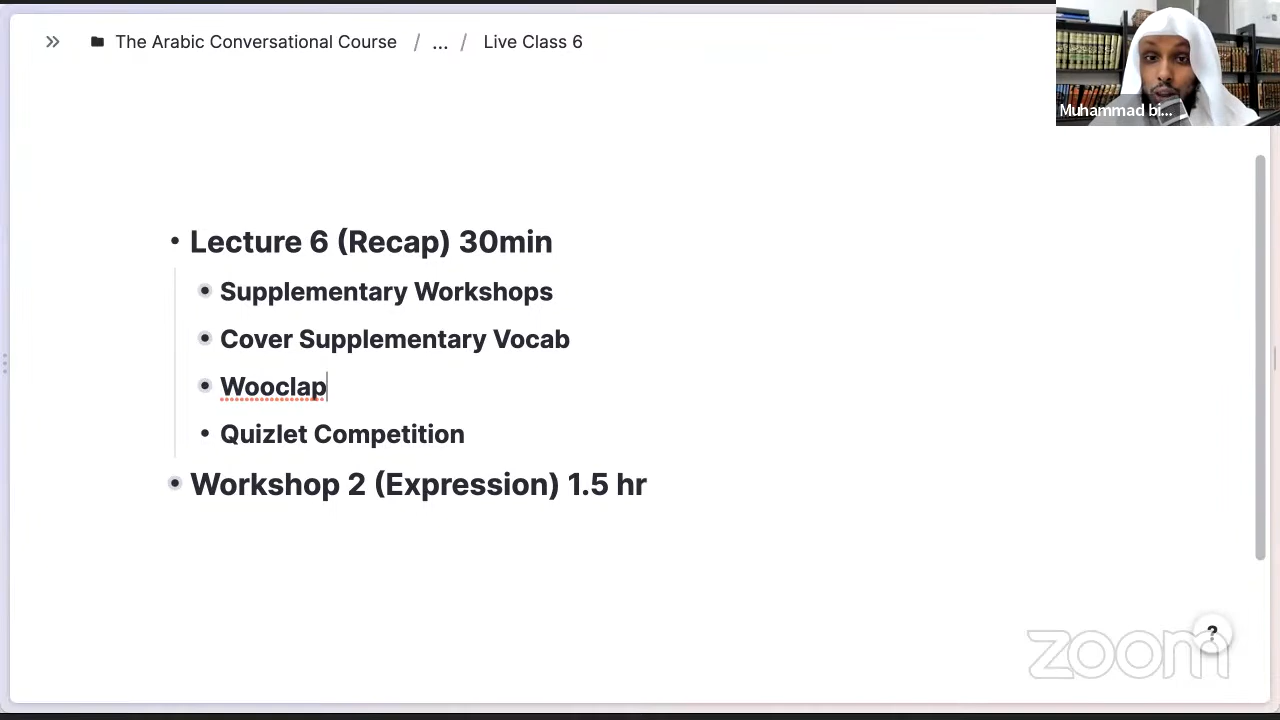 The Arabic Conversational Course / ... / Live Class 6
Muhammad bi...
Lecture 6 (Recap) 30min
Supplementary Workshops
Cover Supplementary Vocab
Wooclap
Quizlet Competition
Workshop 2 (Expression) 1.5 hr
?
zoom